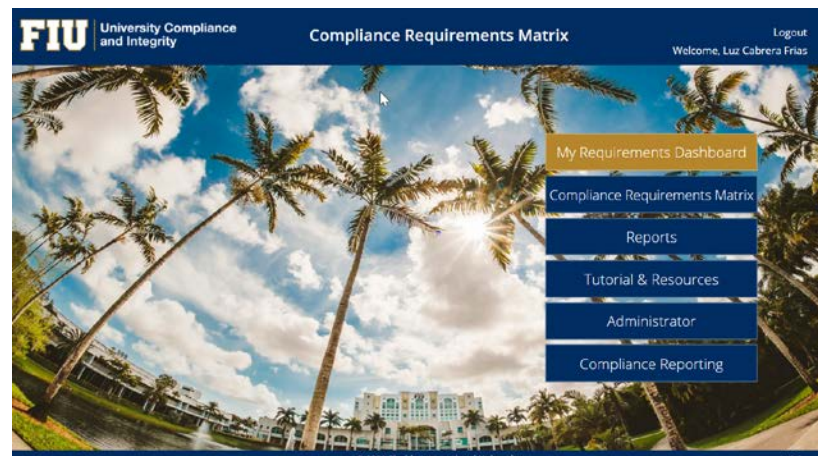 FIU
University Compliance
and Integrity
Compliance Requirements Matrix
Logout
Welcome, Luz Cabrera Frias
My Requirements Dashboard
Compliance Requirements Matrix
Reports
Tutorial & Resources
Administrator
Compliance Reporting